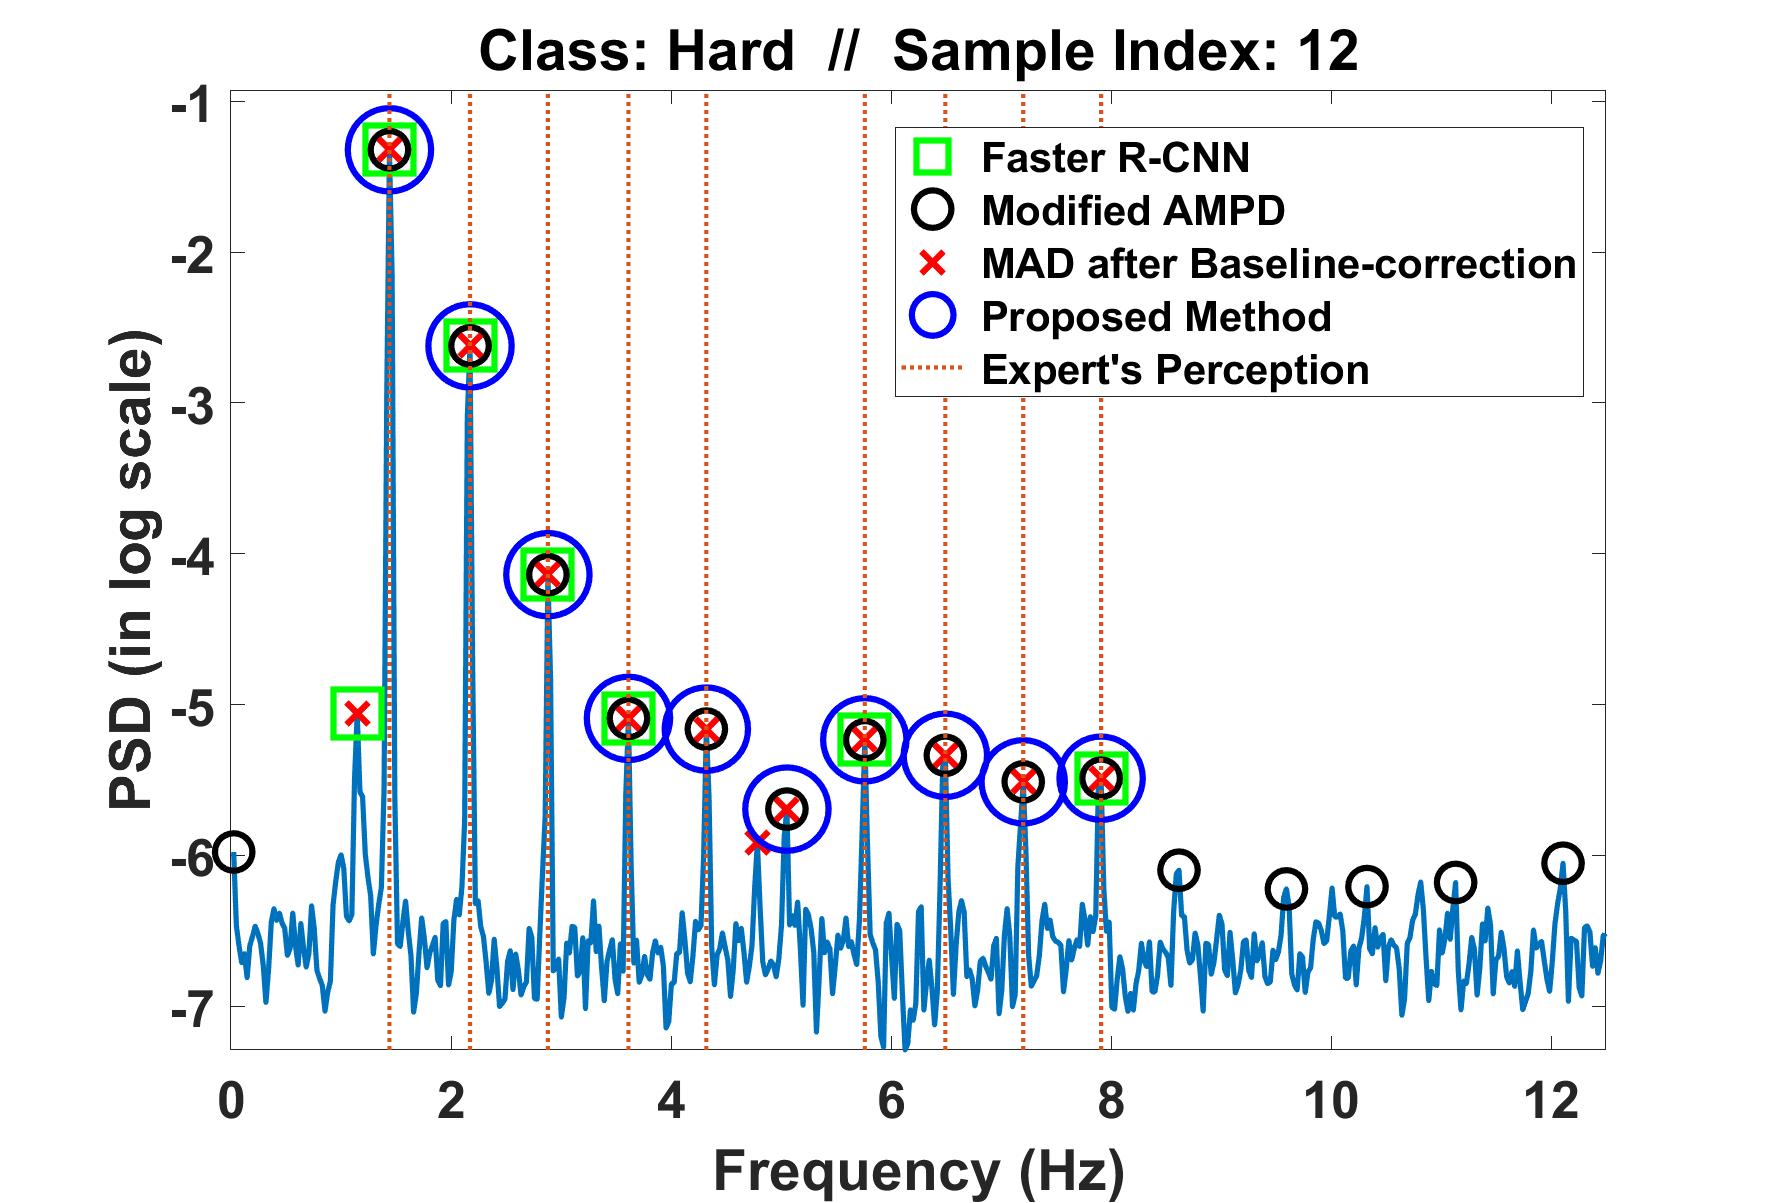 Class: Hard // Sample Index: 12
-1
-2
-3
-4
-5
-6
-7
PSD (in log scale)
Faster R-CNN
Modified AMPD
MAD after Baseline-correction
Proposed Method
Expert's Perception
0 2 4 6 8 10 12
Frequency (Hz)